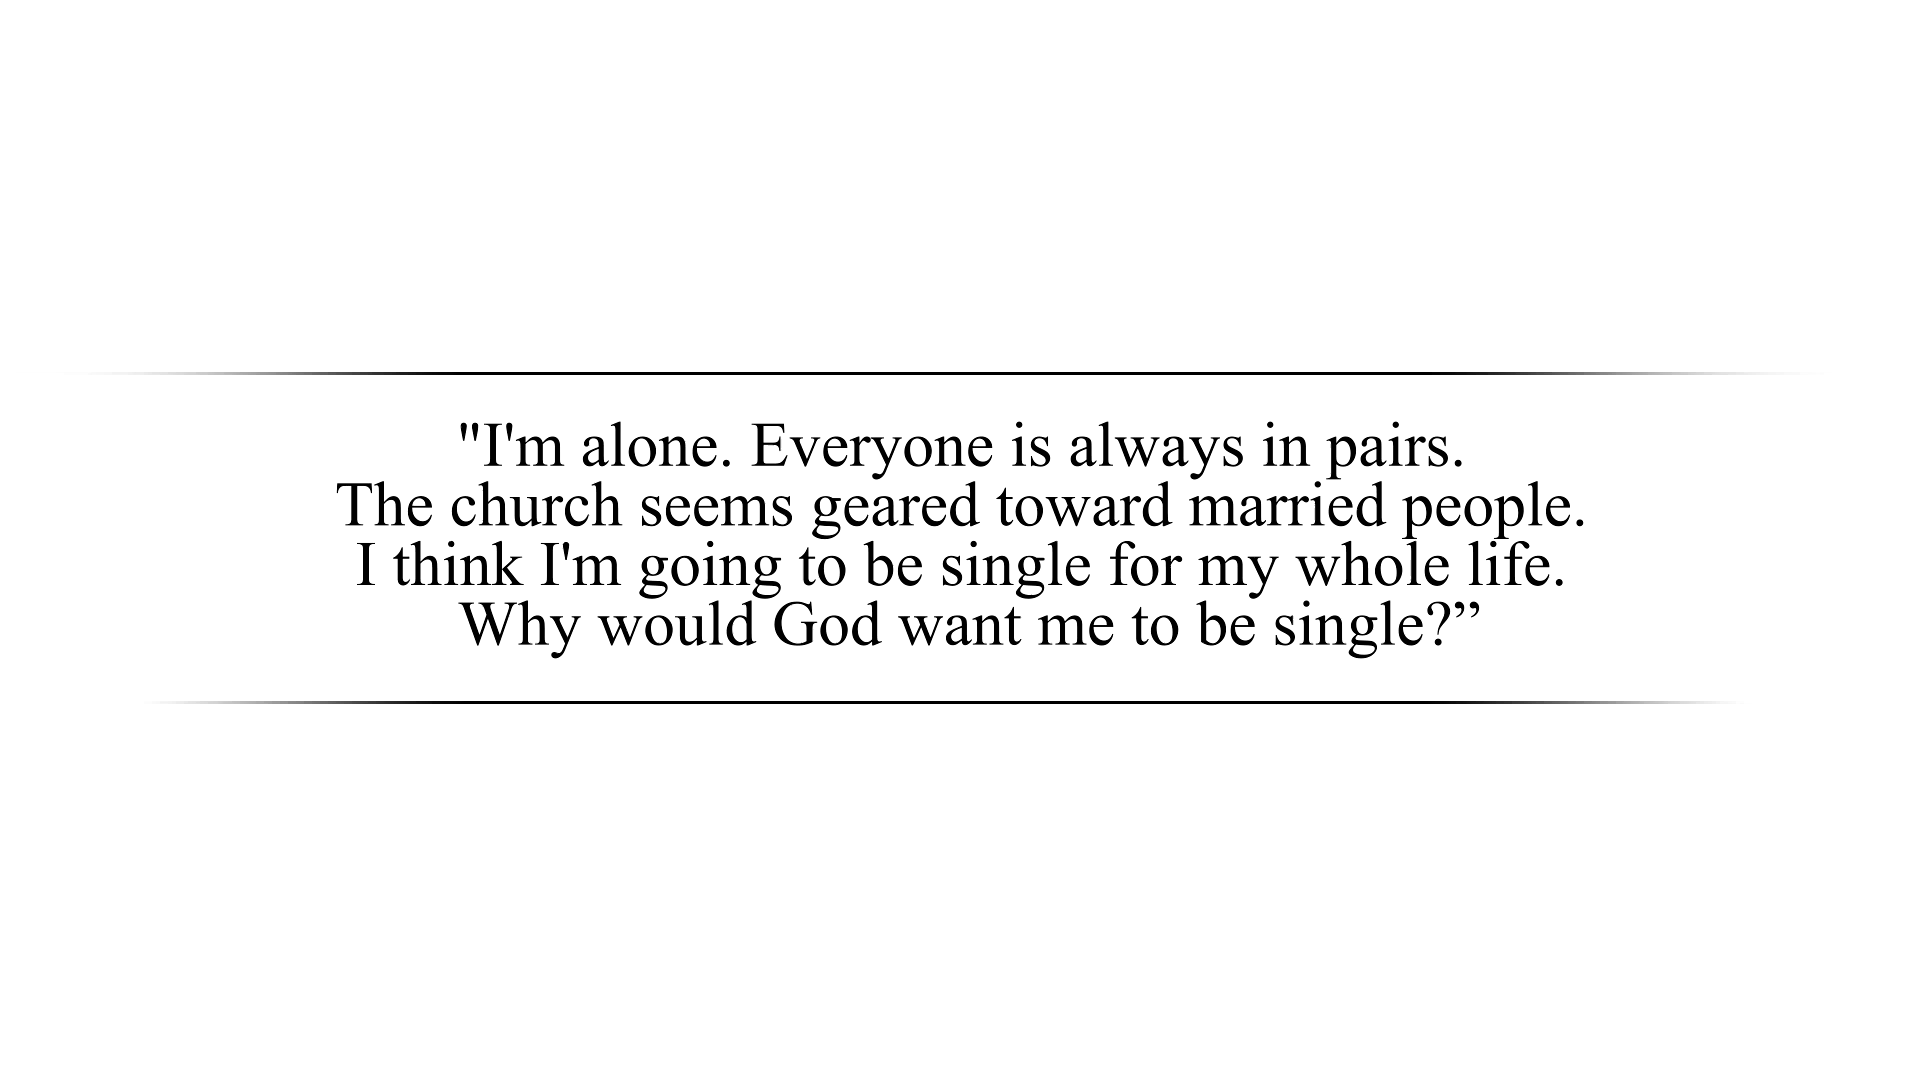 "I'm alone. Everyone is always in pairs.
The church seems geared toward married people.
I think I'm going to be single for my whole life.
Why would God want me to be single?”